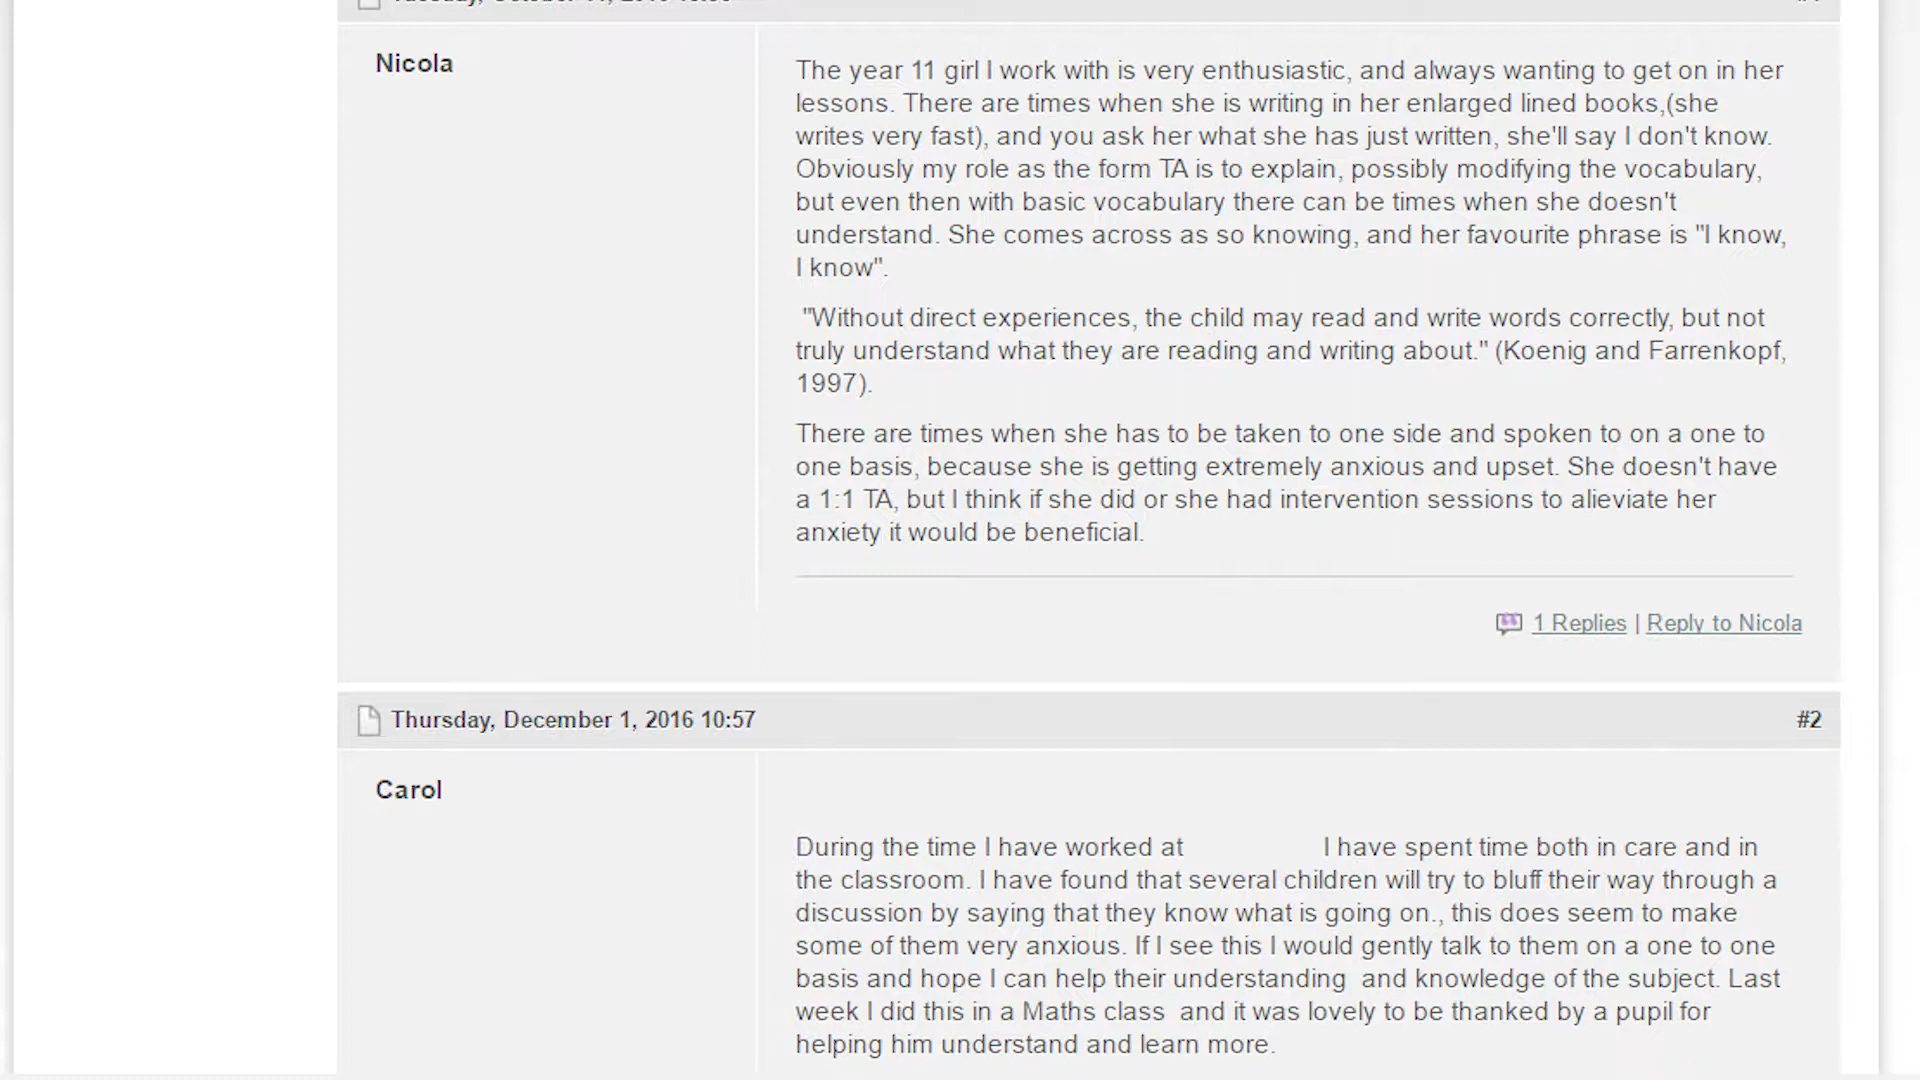 Nicola
The year 11 girl I work with is very enthusiastic, and always wanting to get on in her
lessons. There are times when she is writing in her enlarged lined books,(she
writes very fast), and you ask her what she has just written, she'll say I don't know.
Obviously my role as the form TA is to explain, possibly modifying the vocabulary,
but even then with basic vocabulary there can be times when she doesn't
understand. She comes across as so knowing, and her favourite phrase is "I know,
I know".
"Without direct experiences, the child may read and write words correctly, but not
truly understand what they are reading and writing about." (Koenig and Farrenkopf,
1997).
There are times when she has to be taken to one side and spoken to on a one to
one basis, because she is getting extremely anxious and upset. She doesn't have
a 1:1 TA, but I think if she did or she had intervention sessions to alieviate her
anxiety it would be beneficial.
1 Replies | Reply to Nicola
Thursday, December 1, 2016 10:57 #2
Carol
During the time I have worked at I have spent time both in care and in
the classroom. I have found that several children will try to bluff their way through a
discussion by saying that they know what is going on., this does seem to make
some of them very anxious. If I see this I would gently talk to them on a one to one
basis and hope I can help their understanding  and knowledge of the subject. Last
week I did this in a Maths class  and it was lovely to be thanked by a pupil for
helping him understand and learn more.